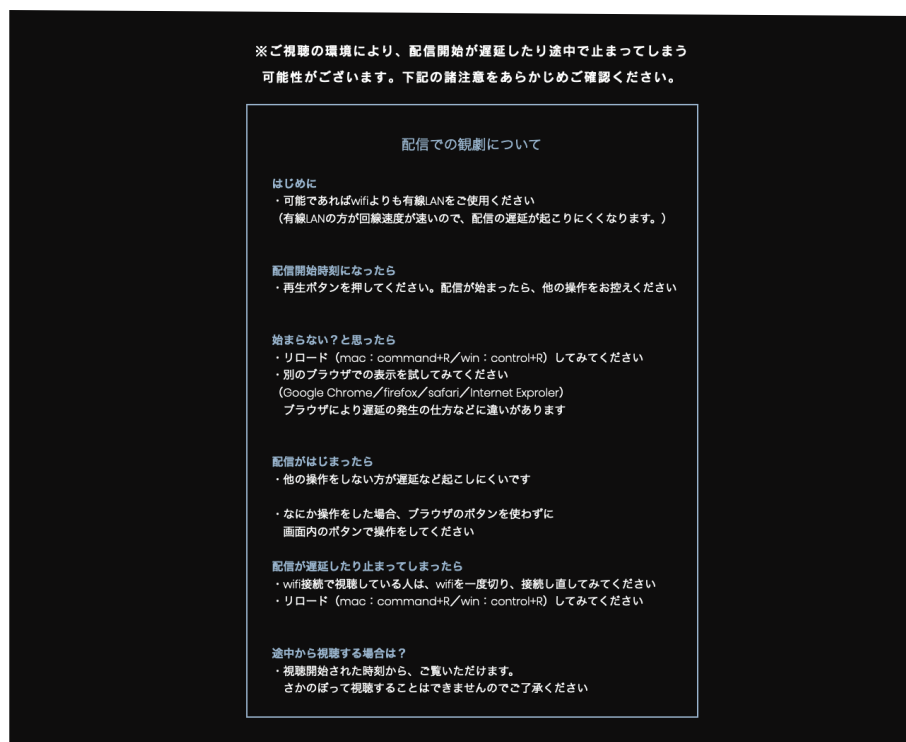 ※ご視聴の環境により、配信開始が遅延したり途中で止まってしまう
可能性がございます。下記の諸注意をあらかじめご確認ください。
配信での観劇について
はじめに
・可能であればwifiよりも有線LANをご使用ください
（有線LANの方が回線速度が速いので、配信の遅延が起こりにくくなります。）
配信開始時刻になったら
・再生ボタンを押してください。配信が始まったら、他の操作をお控えください
始まらない？と思ったら
・リロード（mac：command+R／win：control+R）してみてください
・別のブラウザでの表示を試してみてください
（Google Chrome／firefox／safari／Internet Exproler）
ブラウザにより遅延の発生の仕方などに違いがあります
配信がはじまったら
・他の操作をしない方が遅延など起こしにくいです
・なにか操作をした場合、ブラウザのボタンを使わずに
画面内のボタンで操作をしてください
配信が遅延したり止まってしまったら
・wifi接続で視聴している人は、wifiを一度切り、接続し直してみてください
・リロード（mac：command+R／win：control+R）してみてください
途中から視聴する場合は？
・視聴開始された時刻から、ご覧いただけます。
さかのぼって視聴することはできませんのでご了承ください